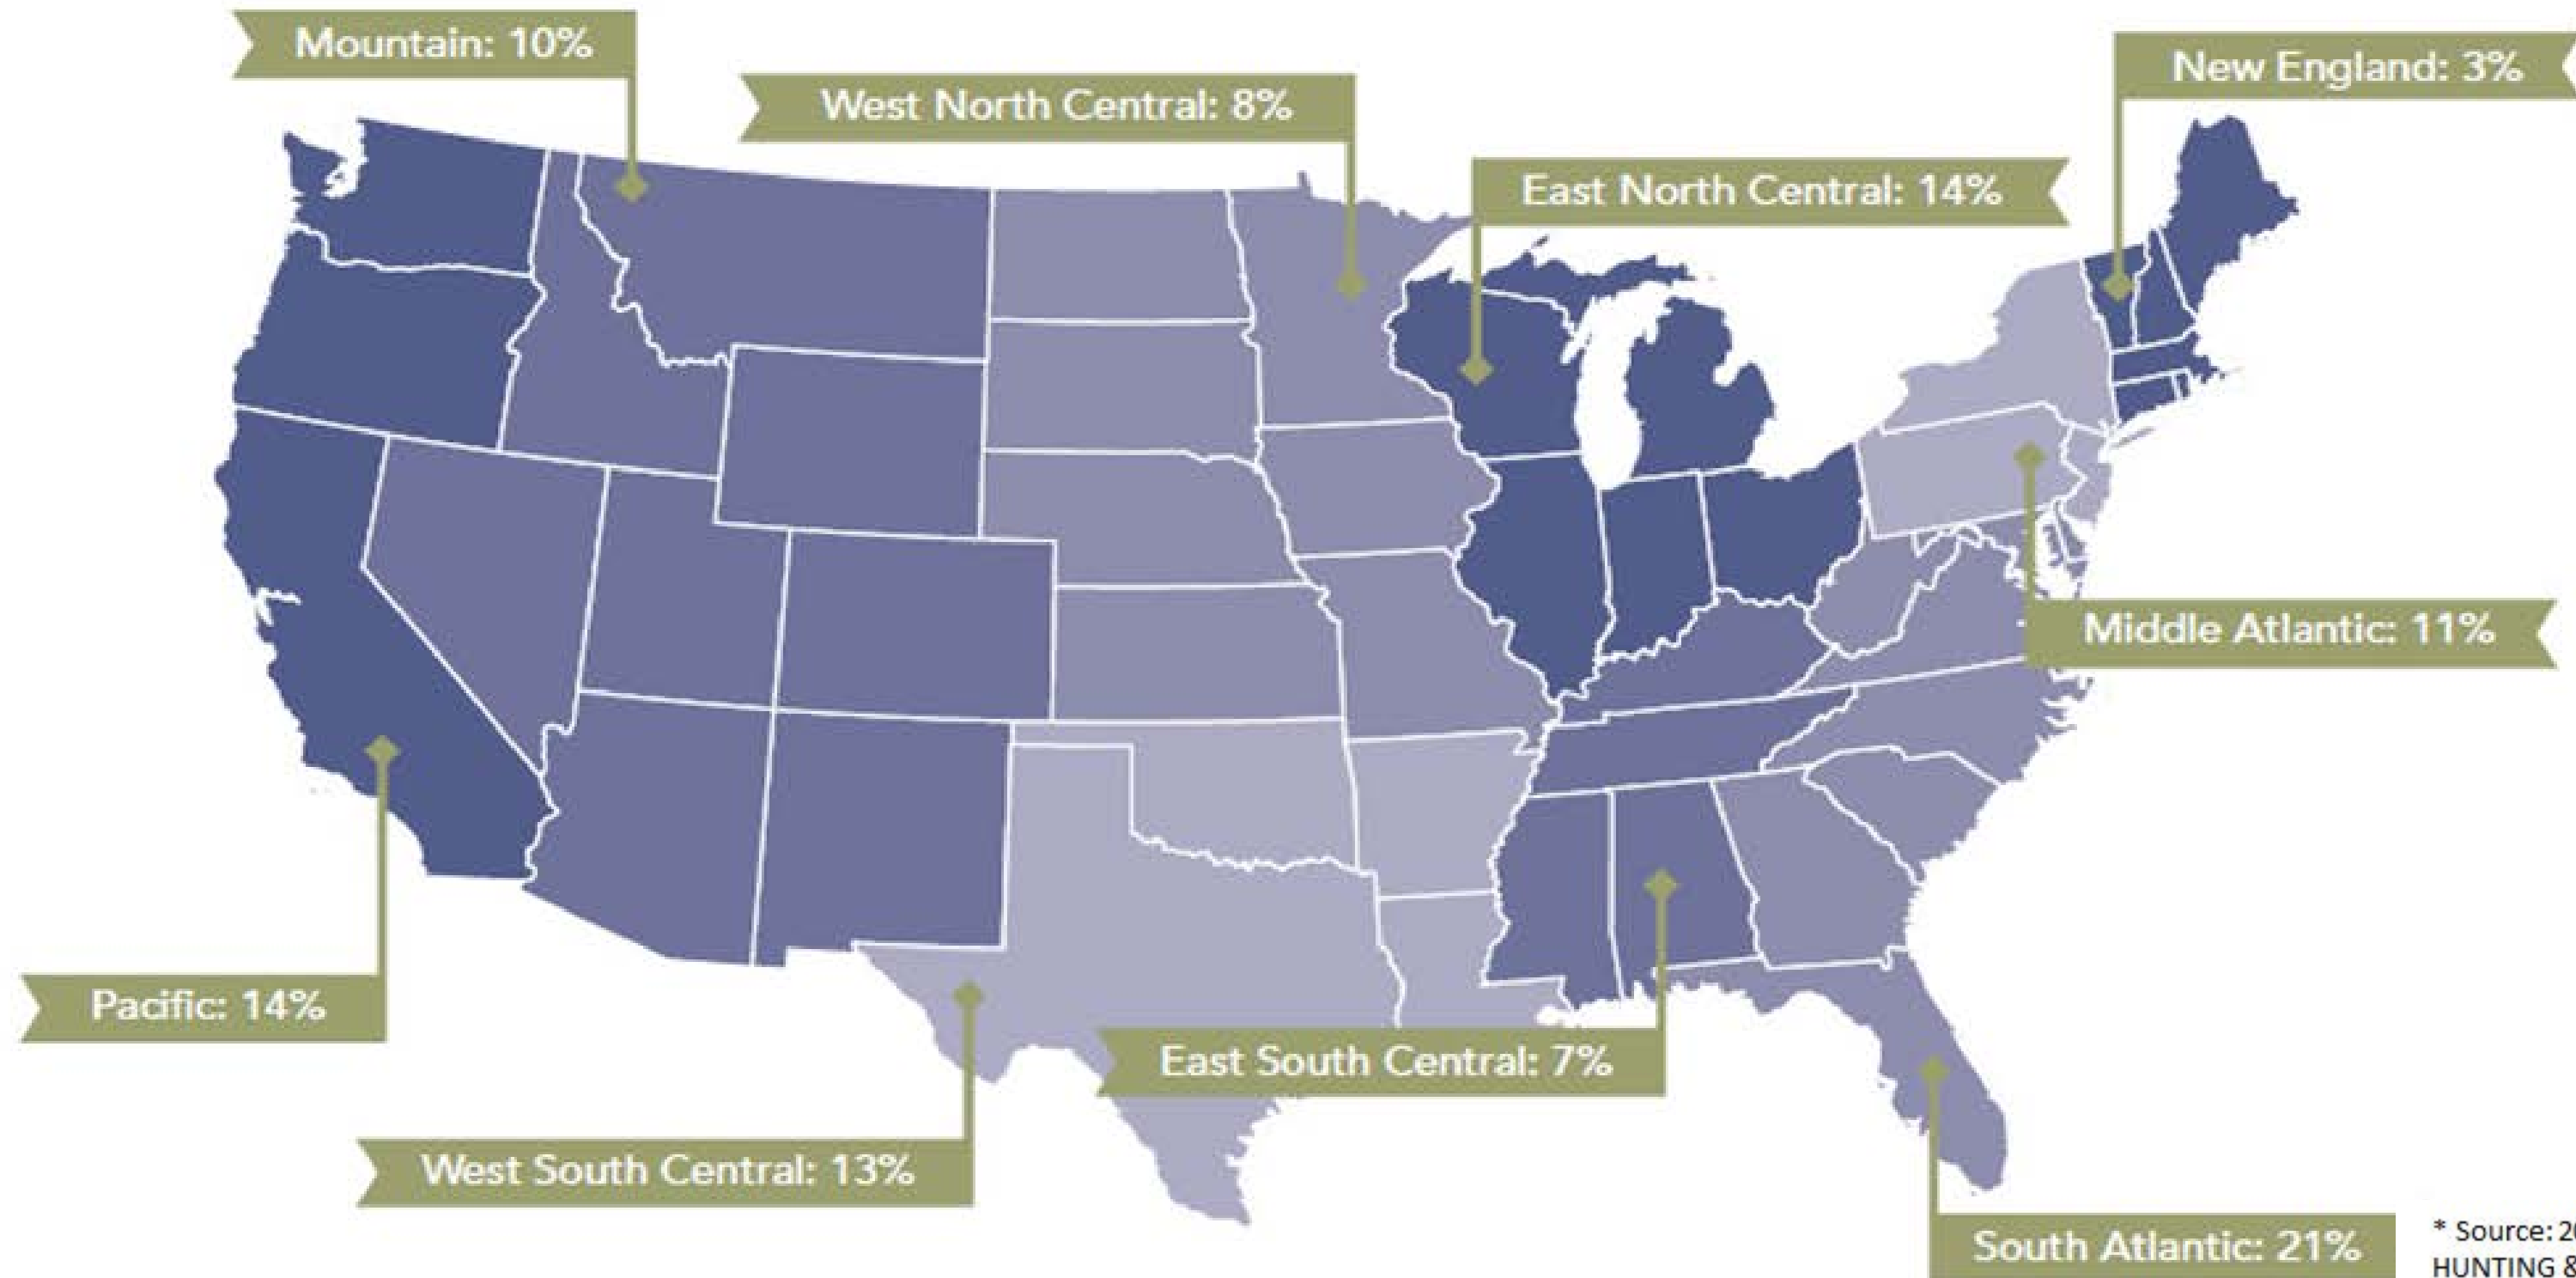 Mountain: 10%
New England: 3%
West North Central: 8%
East North Central: 14%
Middle Atlantic: 11%
Pacific: 14%
East South Central: 7%
West South Central: 13%
South Atlantic: 21%
* Source:
HUNTING &